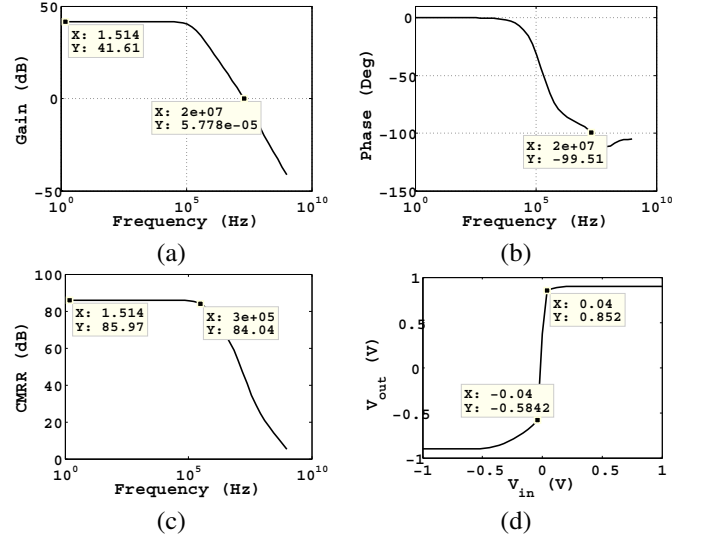 50
0
−50
Gain (dB)
X: 1.514
Y: 41.61
X: 2e+07
Y: 5.778e-05
10^0
10^5
10^10
Frequency (Hz)
(a)
0
−50
−100
−150
Phase (Deg)
X: 2e+07
Y: -99.51
10^0
10^5
10^10
Frequency (Hz)
(b)
100
80
60
40
20
0
CMRR (dB)
X: 1.514
Y: 85.97
X: 3e+05
Y: 84.04
10^0
10^5
10^10
Frequency (Hz)
(c)
1
0.5
0
−0.5
−1
V_out (V)
X: 0.04
Y: 0.852
X: -0.04
Y: -0.5842
−1
−0.5
0
0.5
1
V_in (V)
(d)